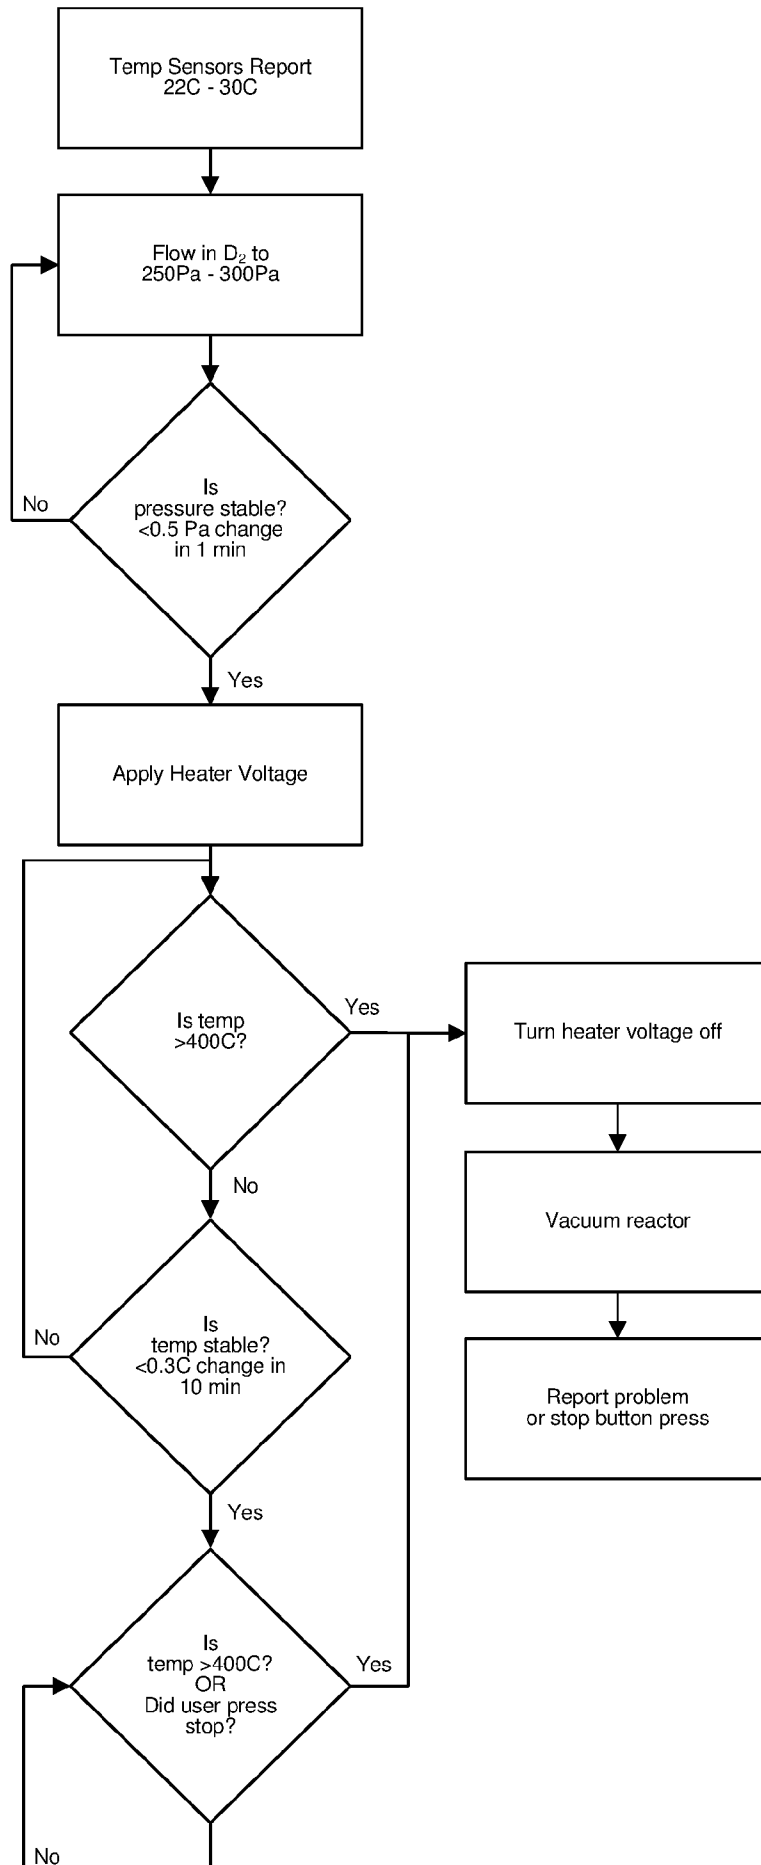 Temp Sensors Report
22C - 30C
Flow in D₂ to
250Pa - 300Pa
Is
pressure stable?
<0.5 Pa change
in 1 min
No
Yes
Apply Heater Voltage
Is temp
>400C?
Yes
Turn heater voltage off
No
Vacuum reactor
Is
temp stable?
<0.3C change in
10 min
No
Report problem
or stop button press
Yes
Is
temp >400C?
OR
Did user press
stop?
Yes
No